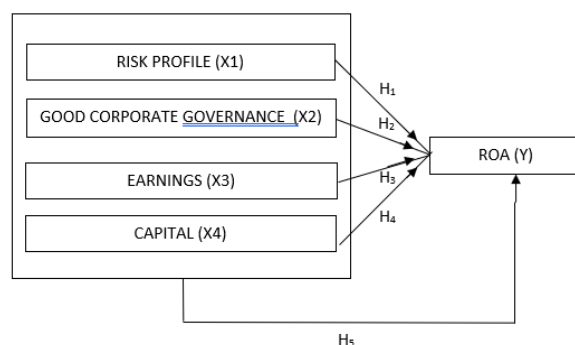 RISK PROFILE (X1)
H₁
GOOD CORPORATE GOVERNANCE (X2)
H₂
ROA (Y)
EARNINGS (X3)
H₃
CAPITAL (X4)
H₄
H₅